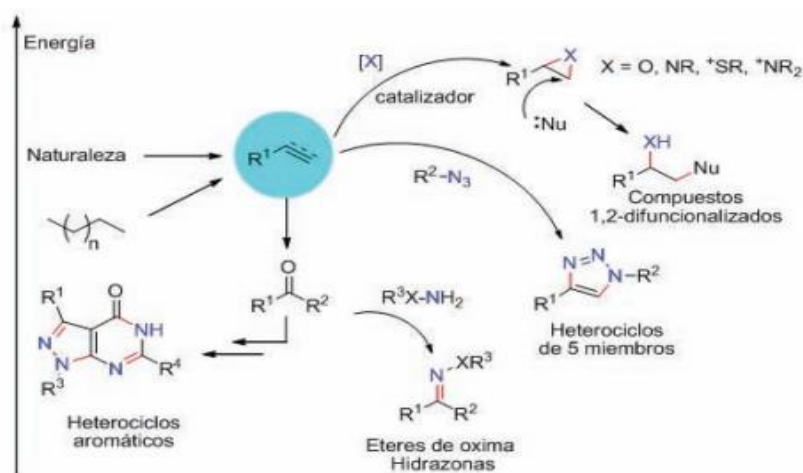 Energía
[X]
catalizador
R¹
X
X = O, NR, ⁺SR, ⁺NR₂
:Nu
Naturaleza
R¹
R²–N₃
XH
R¹
Nu
Compuestos
1,2-difuncionalizados
n
O
R¹
R²
R³X–NH₂
N
N
N
R²
R¹
Heterociclos
de 5 miembros
R¹
O
N
NH
N
N
R³
R⁴
Heterociclos
aromáticos
N
XR³
R¹
R²
Eteres de oxima
Hidrazonas